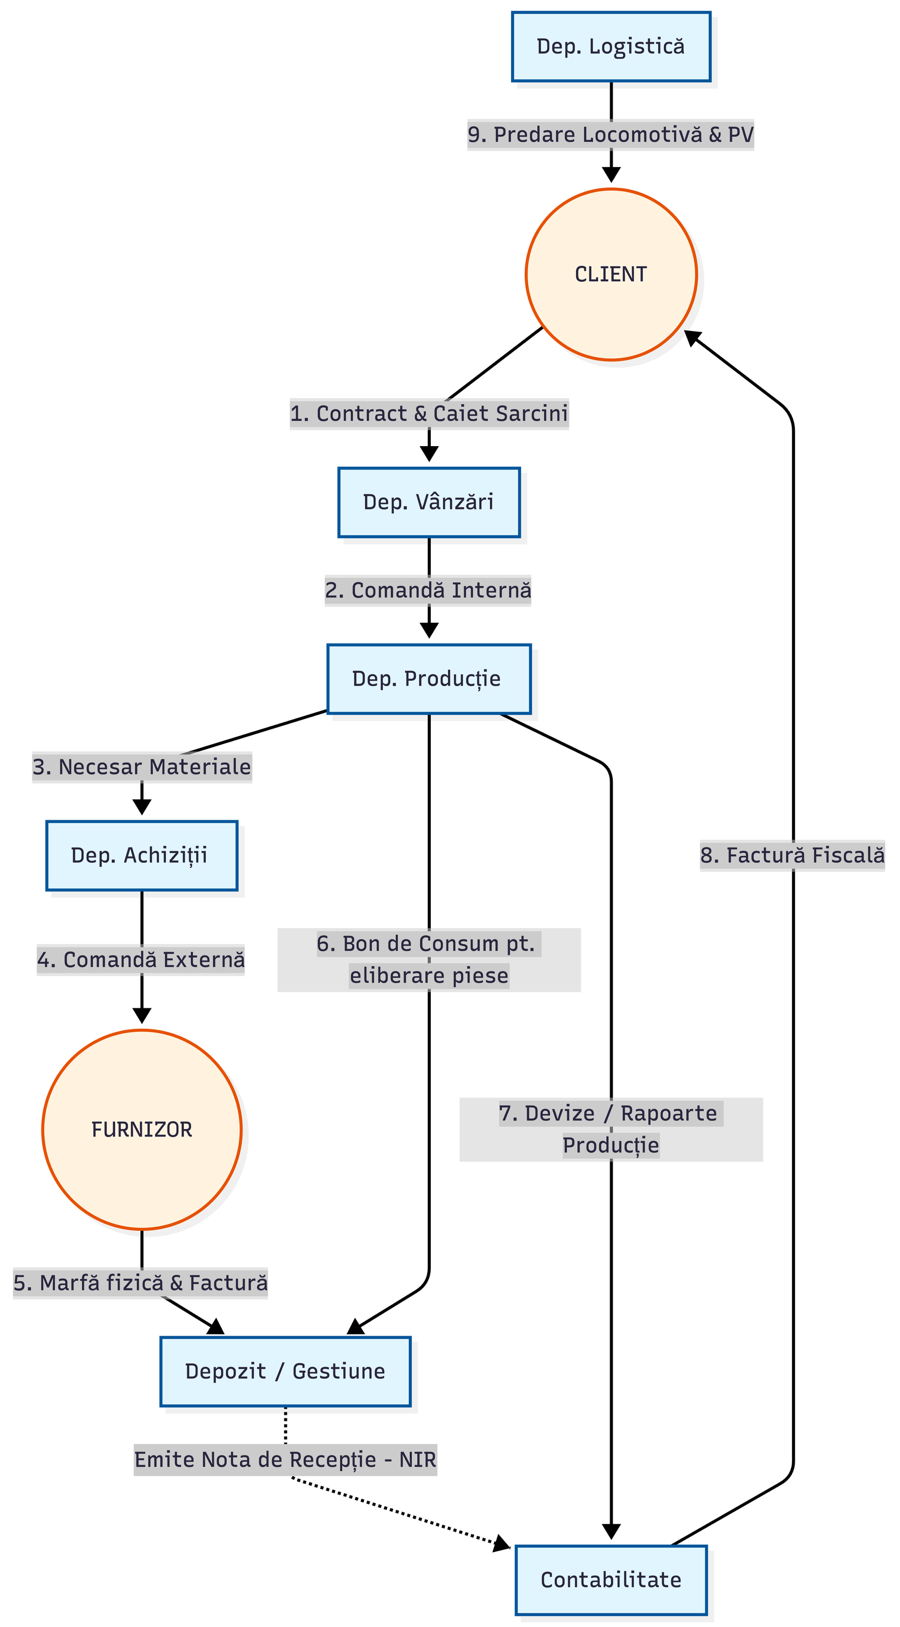 Dep. Logistică
9. Predare Locomotivă & PV
CLIENT
1. Contract & Caiet Sarcini
Dep. Vânzări
2. Comandă Internă
Dep. Producție
3. Necesar Materiale
Dep. Achiziții
8. Factură Fiscală
6. Bon de Consum pt.
eliberare piese
4. Comandă Externă
FURNIZOR
7. Devize / Rapoarte
Producție
5. Marfă fizică & Factură
Depozit / Gestiune
Emite Nota de Recepție - NIR
Contabilitate